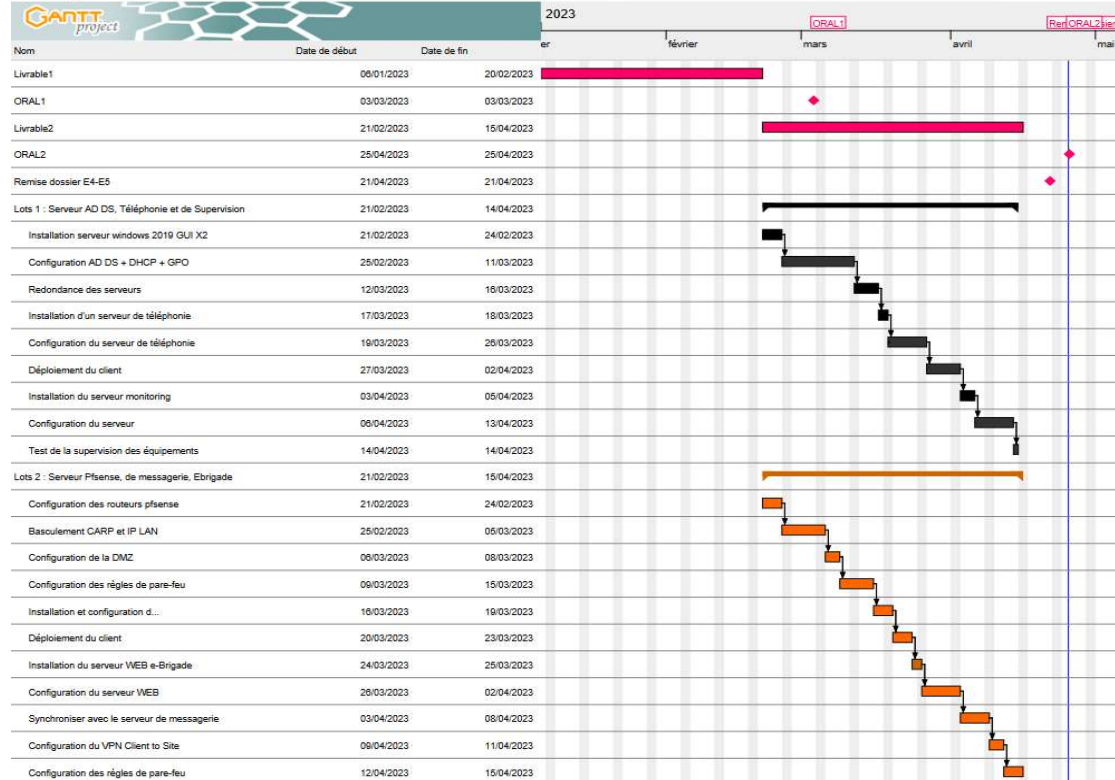 GANTT project
2023
ORAL1
ORAL2
février mars avril mai
Nom Date de début Date de fin
Livrable1 06/01/2023 20/02/2023
ORAL1 03/03/2023 03/03/2023
Livrable2 21/02/2023 15/04/2023
ORAL2 25/04/2023 25/04/2023
Remise dossier E4-E5 21/04/2023 21/04/2023
Lots 1 : Serveur AD DS, Téléphonie et de Supervision 21/02/2023 14/04/2023
Installation serveur windows 2019 GUI X2 21/02/2023 24/02/2023
Configuration AD DS + DHCP + GPO 25/02/2023 11/03/2023
Redondance des serveurs 12/03/2023 16/03/2023
Installation d'un serveur de téléphonie 17/03/2023 18/03/2023
Configuration du serveur de téléphonie 19/03/2023 26/03/2023
Déploiement du client 27/03/2023 02/04/2023
Installation du serveur monitoring 03/04/2023 05/04/2023
Configuration du serveur 06/04/2023 13/04/2023
Test de la supervision des équipements 14/04/2023 14/04/2023
Lots 2 : Serveur Pfsense, de messagerie, Ebrigade 21/02/2023 15/04/2023
Configuration des routeurs pfsense 21/02/2023 24/02/2023
Basculement CARP et IP LAN 25/02/2023 05/03/2023
Configuration de la DMZ 06/03/2023 08/03/2023
Configuration des règles de pare-feu 09/03/2023 15/03/2023
Installation et configuration d... 16/03/2023 19/03/2023
Déploiement du client 20/03/2023 23/03/2023
Installation du serveur WEB e-Brigade 24/03/2023 25/03/2023
Configuration du serveur WEB 26/03/2023 02/04/2023
Synchroniser avec le serveur de messagerie 03/04/2023 08/04/2023
Configuration du VPN Client to Site 09/04/2023 11/04/2023
Configuration des règles de pare-feu 12/04/2023 15/04/2023